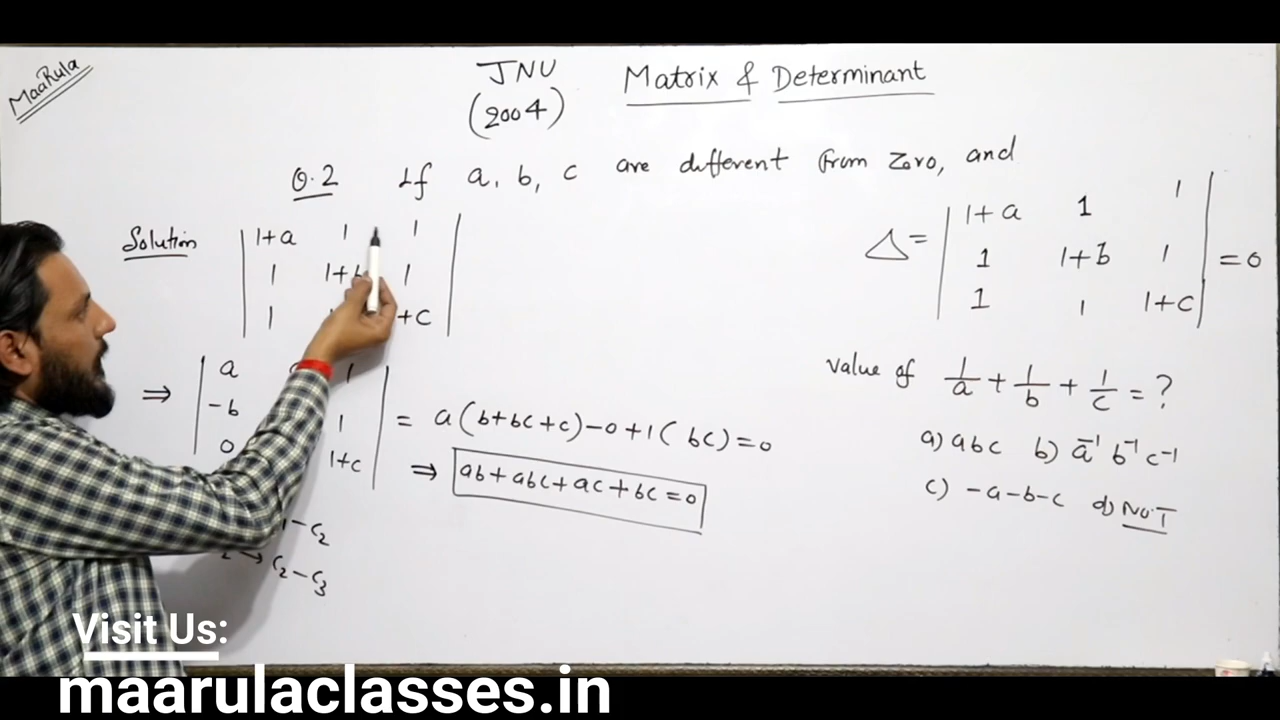 MaaRula
JNU
(2004)
Matrix & Determinant
Q.2 If a, b, c are different from Zoro, and
Δ = | 1+a 1 1 |
| 1 1+b 1 | = 0
| 1 1 1+c |
value of 1/a + 1/b + 1/c = ?
a) abc b) a⁻¹ b⁻¹ c⁻¹
c) -a-b-c d) NOT
Solution
| 1+a 1 1 |
| 1 1+b 1 |
| 1 +c |
⇒ | a 1 |
| -b 1 | = a(b+bc+c)-0+1(bc)=0
| 0 1+c |
⇒ ab+abc+ac+bc=0
-c₂
₂ → c₂-c₃
Visit Us:
maarulaclasses.in